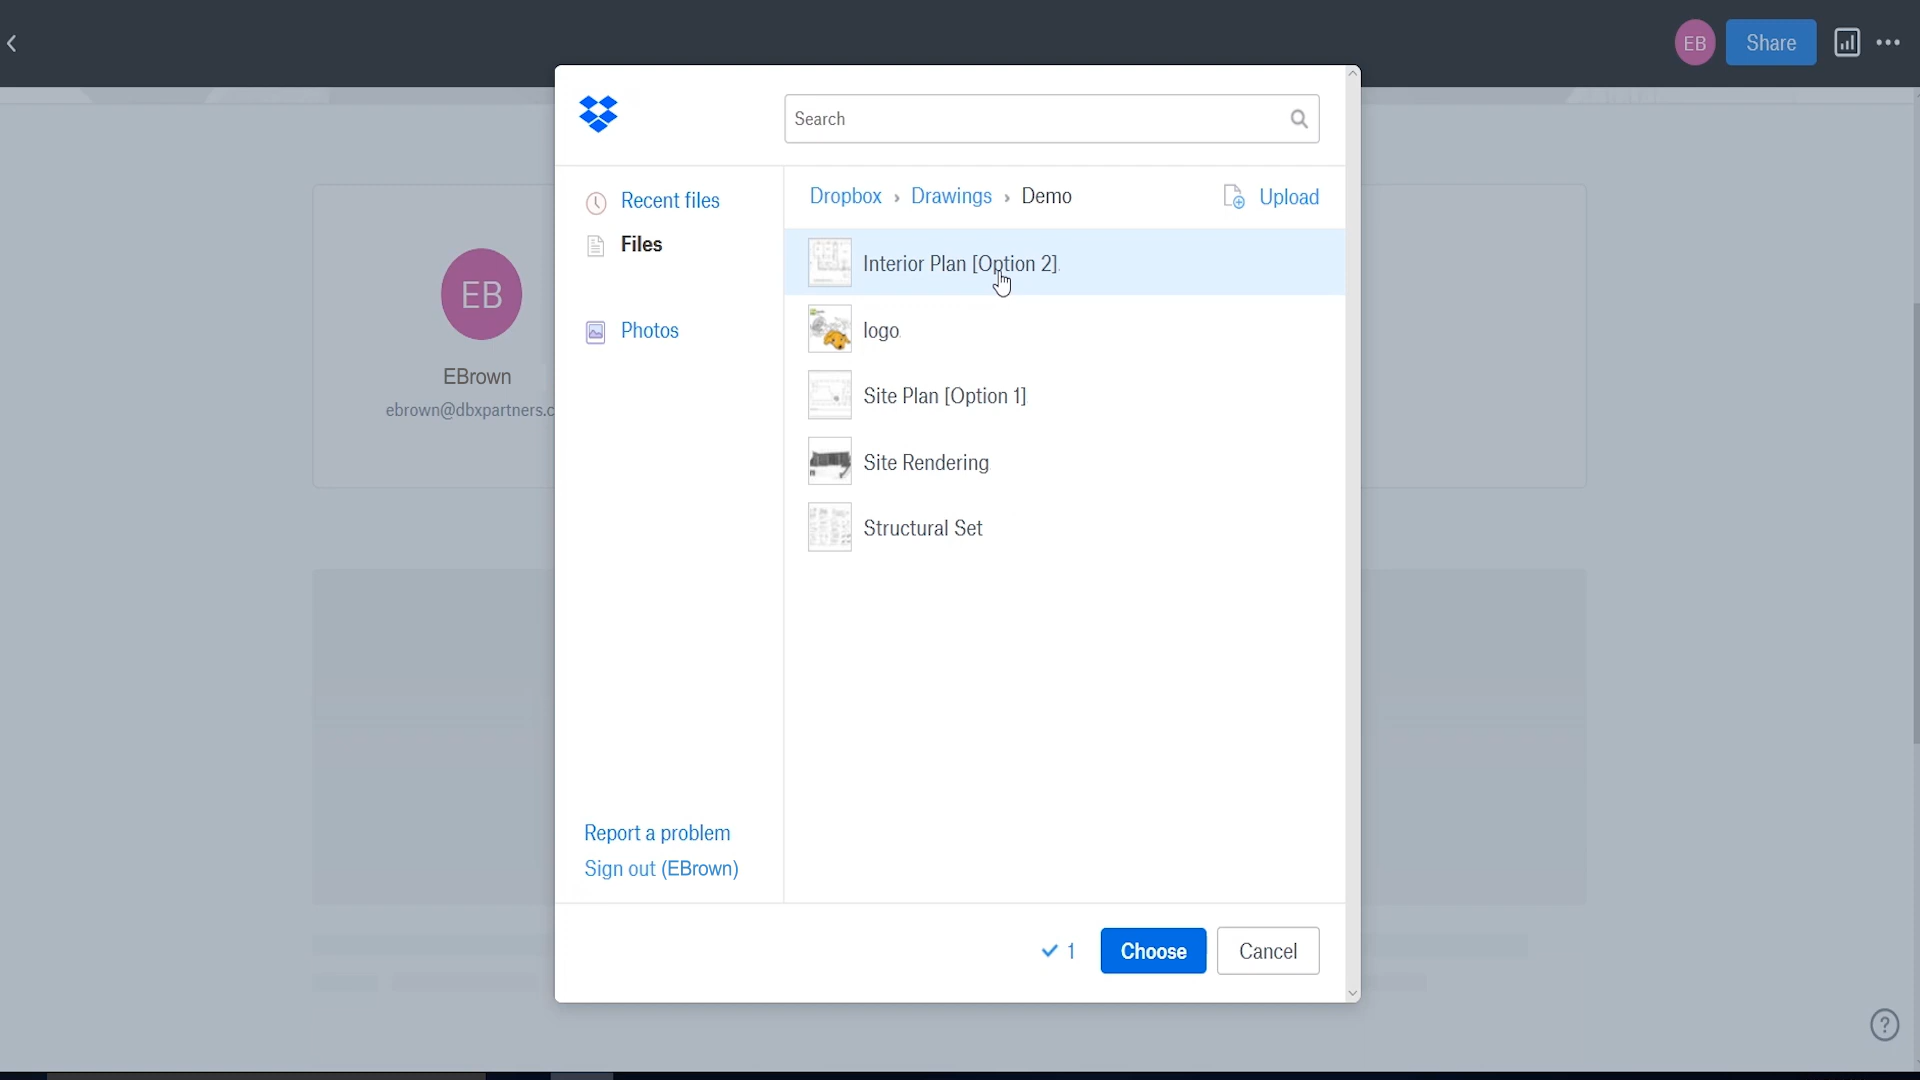 EB
Share
Search
Recent files
Files
Photos
Dropbox › Drawings › Demo
Upload
Interior Plan [Option 2]
logo
Site Plan [Option 1]
Site Rendering
Structural Set
EB
EBrown
ebrown@dbxpartners.c
Report a problem
Sign out (EBrown)
1
Choose
Cancel
?